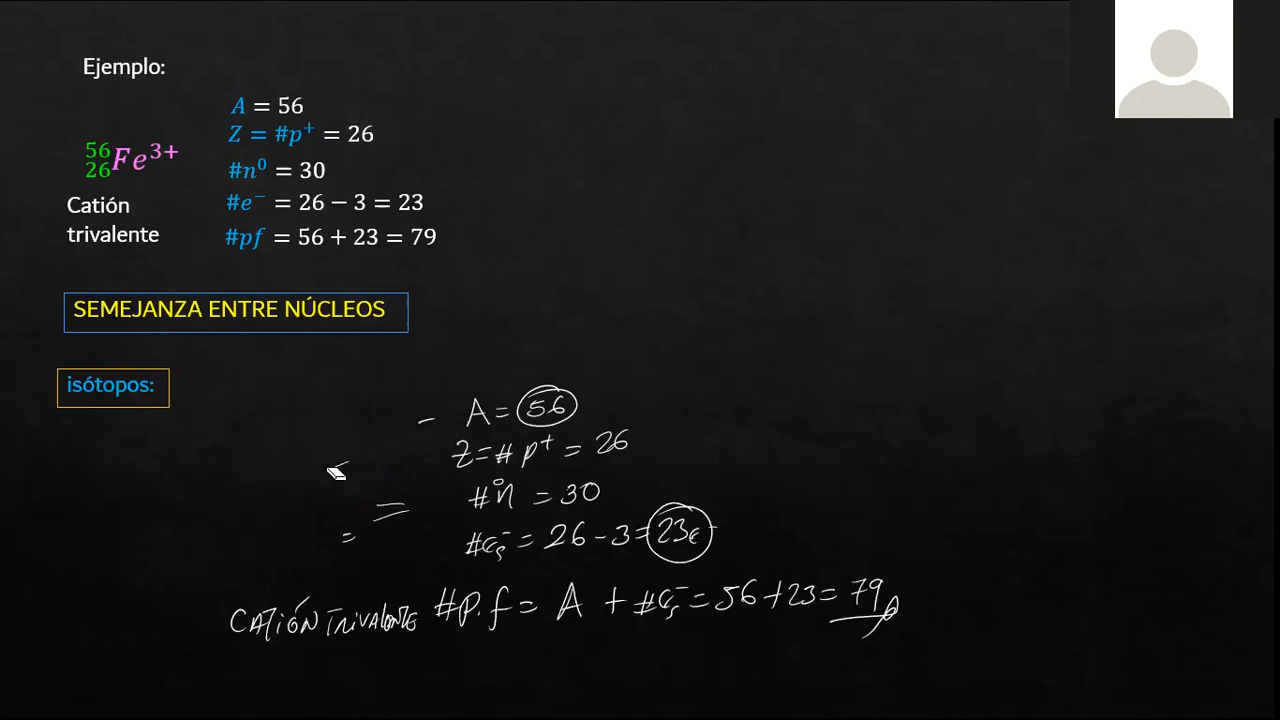 Ejemplo:
A = 56
Z = #p⁺ = 26
⁵⁶₂₆Fe³⁺
#n⁰ = 30
Catión
trivalente
#e⁻ = 26 − 3 = 23
#pf = 56 + 23 = 79
SEMEJANZA ENTRE NÚCLEOS
isótopos:
A = 56
Z = # p⁺ = 26
#n° = 30
#e⁻ = 26 - 3 = 23e⁻
CATIÓN TRIVALENTE #p.f = A + #e⁻ = 56 + 23 = 79